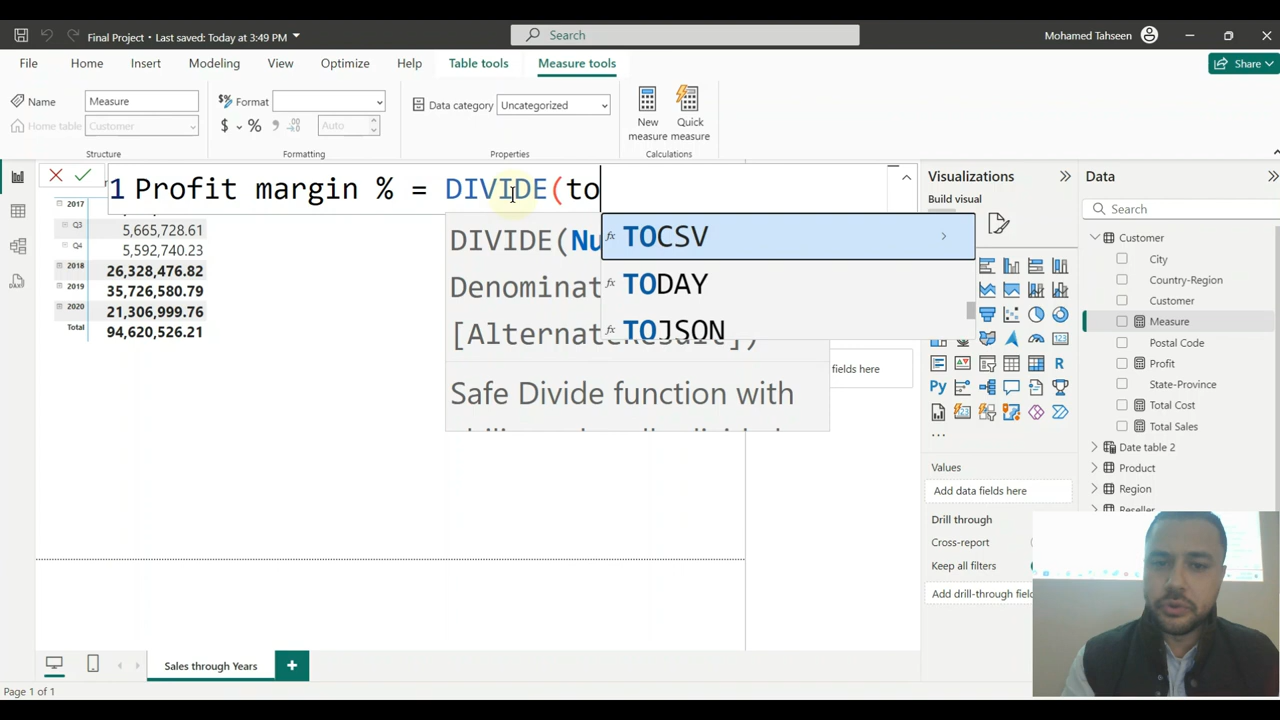 Final Project • Last saved: Today at 3:49 PM
Search
Mohamed Tahseen
File
Home
Insert
Modeling
View
Optimize
Help
Table tools
Measure tools
Share
Name
Measure
Home table
Customer
Structure
Format
$ % 
Auto
Formatting
Data category
Uncategorized
Properties
New measure
Quick measure
Calculations
1 Profit margin % = DIVIDE(to
DIVIDE(Nu
Denominat
[AlternateResult])
Safe Divide function with
TOCSV
TODAY
TOJSON
2017
Q3 5,665,728.61
Q4 5,592,740.23
2018 26,328,476.82
2019 35,726,580.79
2020 21,306,999.76
Total 94,620,526.21
Visualizations
Build visual
R
Py
fields here
Values
Add data fields here
Drill through
Cross-report
Keep all filters
Add drill-through field
Data
Search
Customer
City
Country-Region
Customer
Measure
Postal Code
Profit
State-Province
Total Cost
Total Sales
Date table 2
Product
Region
Reseller
Sales through Years
Page 1 of 1